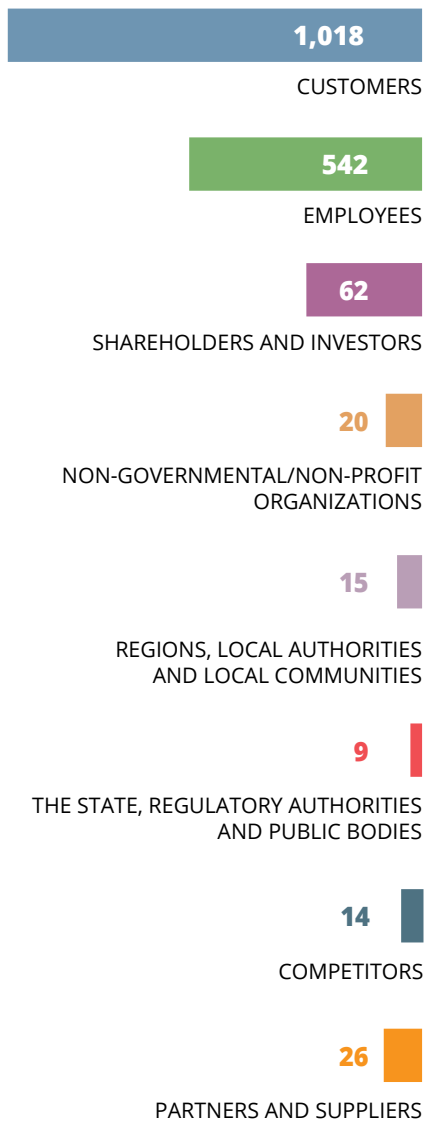 1,018
CUSTOMERS
542
EMPLOYEES
62
SHAREHOLDERS AND INVESTORS
20
NON-GOVERNMENTAL/NON-PROFIT
ORGANIZATIONS
15
REGIONS, LOCAL AUTHORITIES
AND LOCAL COMMUNITIES
9
THE STATE, REGULATORY AUTHORITIES
AND PUBLIC BODIES
14
COMPETITORS
26
PARTNERS AND SUPPLIERS